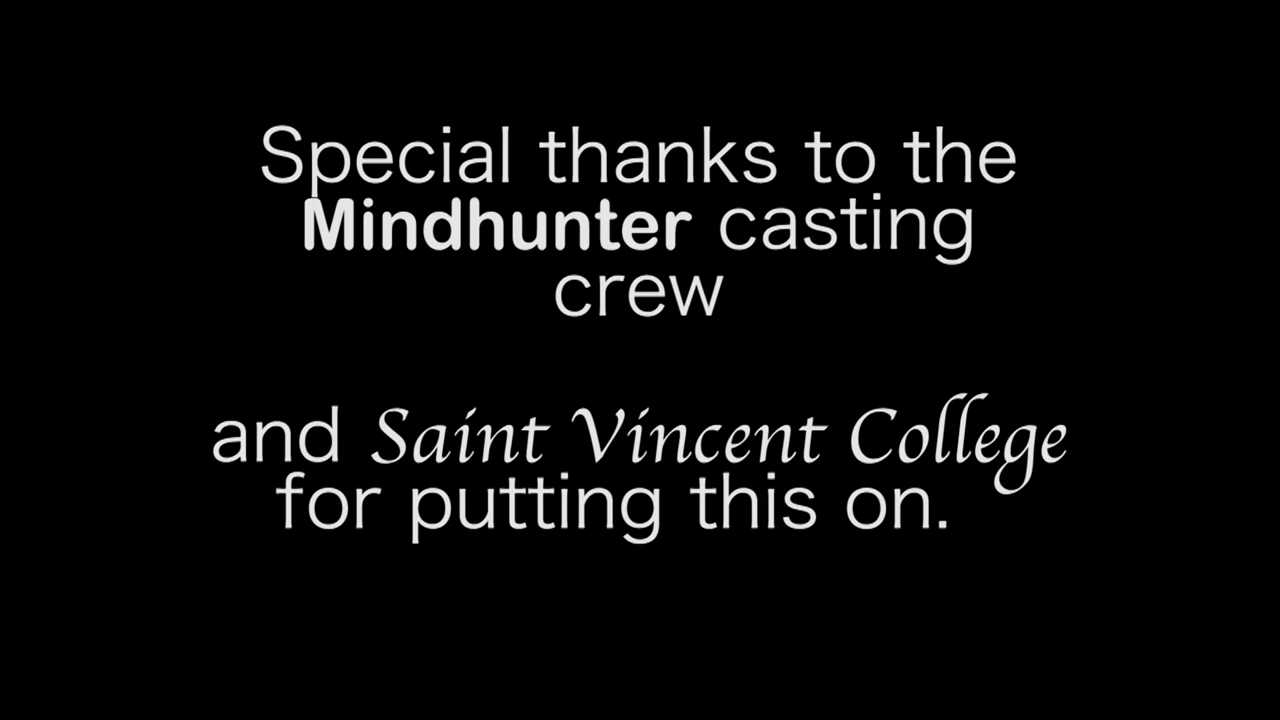 Special thanks to the
Mindhunter casting
crew
and Saint Vincent College
for putting this on.